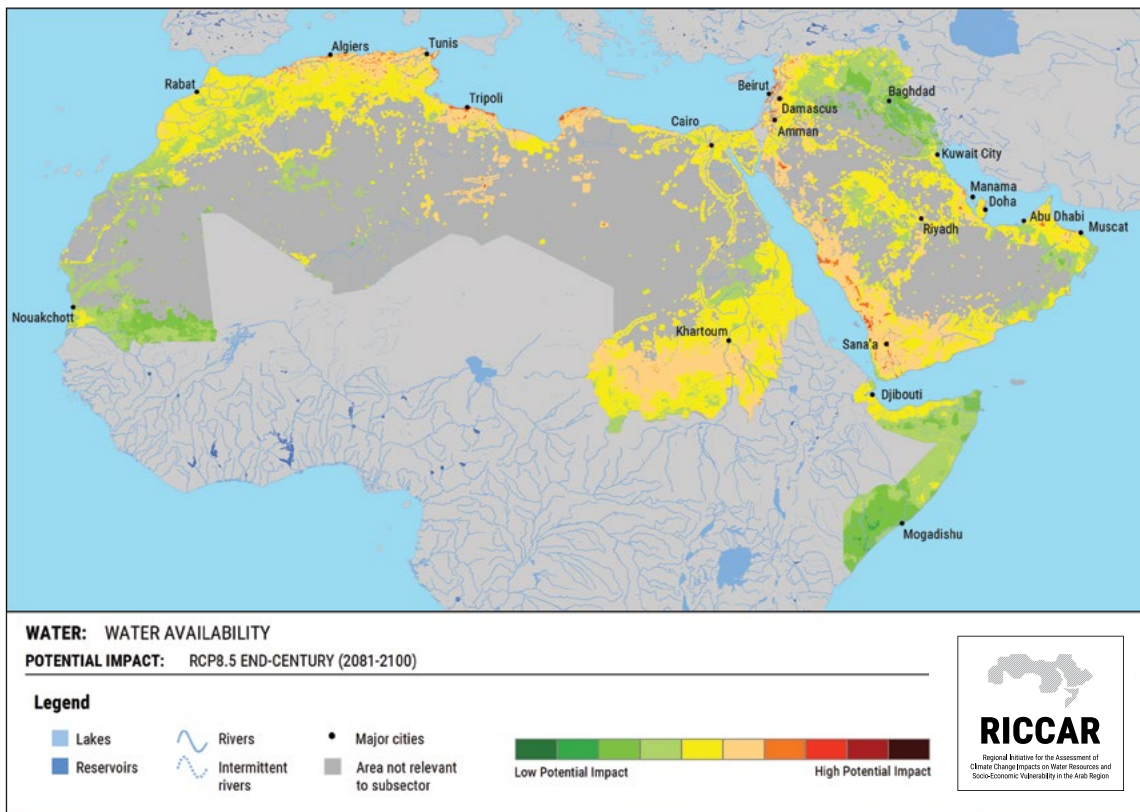 Algiers
Tunis
Rabat
Tripoli
Beirut
Damascus
Baghdad
Amman
Cairo
Kuwait City
Manama
Doha
Abu Dhabi
Muscat
Riyadh
Nouakchott
Khartoum
Sana'a
Djibouti
Mogadishu
WATER: WATER AVAILABILITY
POTENTIAL IMPACT: RCP8.5 END-CENTURY (2081-2100)
Legend
Lakes
Rivers
Major cities
Reservoirs
Intermittent
rivers
Area not relevant
to subsector
Low Potential Impact
High Potential Impact
RICCAR
Regional Initiative for the Assessment of
Climate Change Impacts on Water Resources and
Socio-Economic Vulnerability in the Arab Region